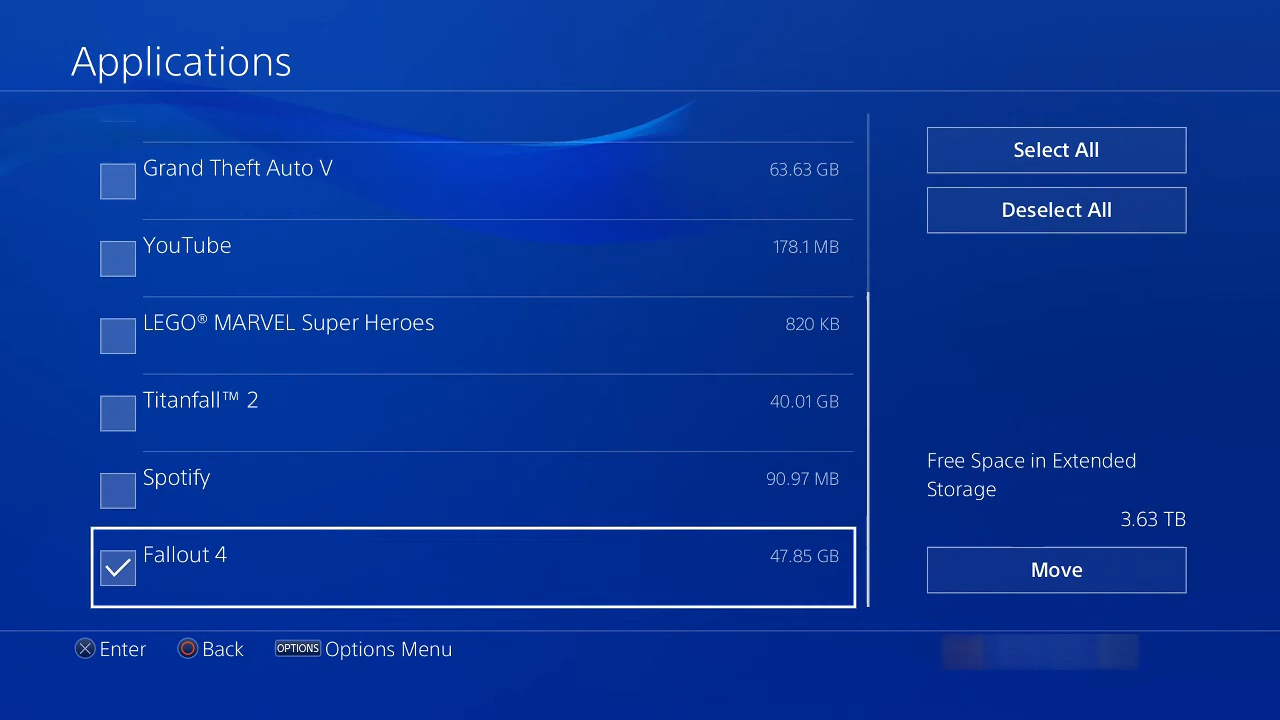 Applications
Grand Theft Auto V 63.63 GB
YouTube 178.1 MB
LEGO® MARVEL Super Heroes 820 KB
Titanfall™ 2 40.01 GB
Spotify 90.97 MB
Fallout 4 47.85 GB
Select All
Deselect All
Free Space in Extended
Storage
3.63 TB
Move
Enter Back OPTIONS Options Menu